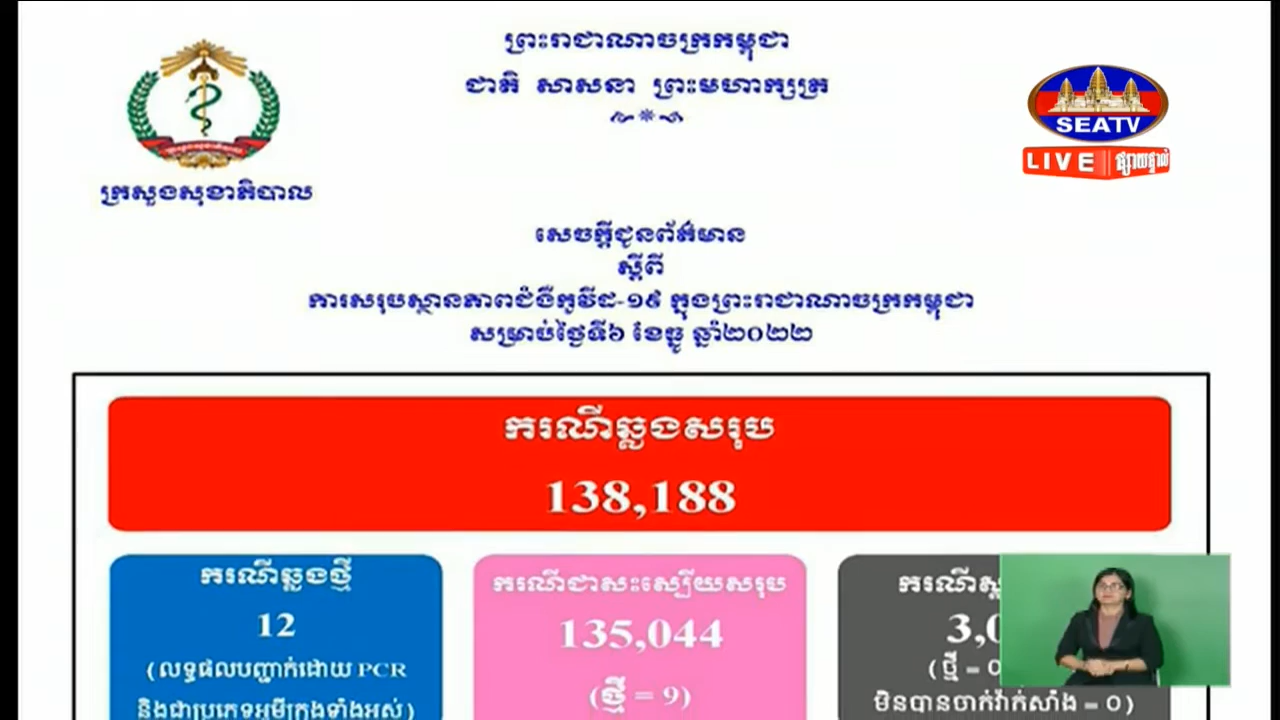 ព្រះរាជាណាចក្រកម្ពុជា
ជាតិ សាសនា ព្រះមហាក្សត្រ
SEATV
LIVE ផ្សាយផ្ទាល់
ក្រសួងសុខាភិបាល
សេចក្តីជូនព័ត៌មាន
ស្តីពី
ការសរុបស្ថានភាពជំងឺកូវីដ-១៩ ក្នុងព្រះរាជាណាចក្រកម្ពុជា
សម្រាប់ថ្ងៃទី៦ ខែធ្នូ ឆ្នាំ២០២២
ករណីឆ្លងសរុប
138,188
ករណីឆ្លងថ្មី
12
(លទ្ធផលបញ្ជាក់ដោយ PCR
និងជាប្រភេទអូមីក្រុងទាំងអស់)
ករណីជាសះស្បើយសរុប
135,044
(ថ្មី = 9)
ករណី
3,0
(ថ្មី = 0
មិនបានចាក់វ៉ាក់សាំង = 0)